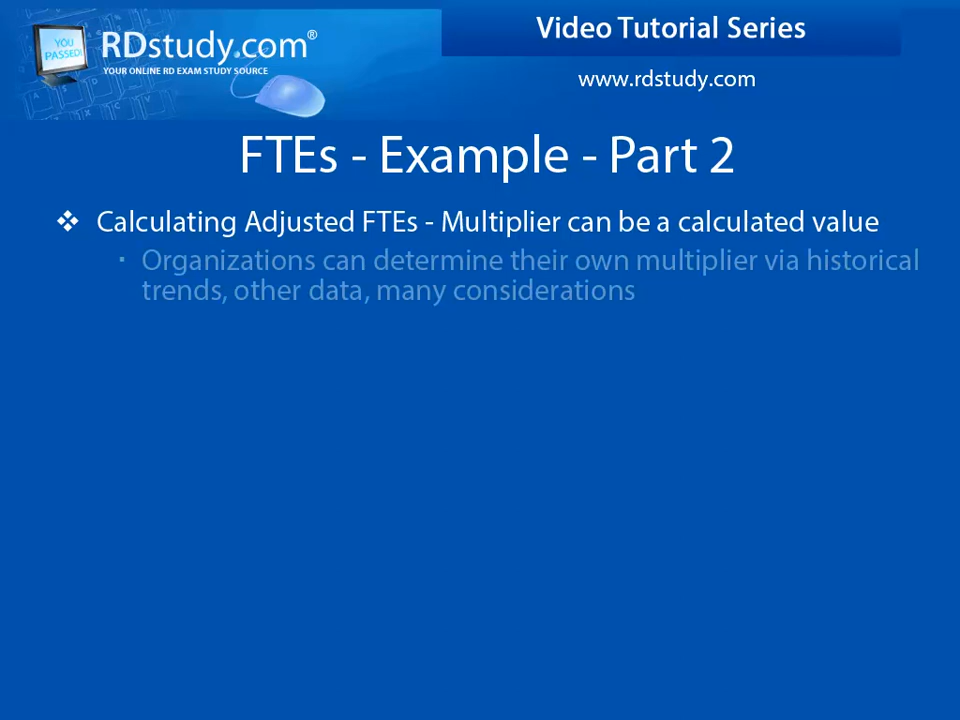 YOU
PASSED!
RDstudy.com®
YOUR ONLINE RD EXAM STUDY SOURCE
Video Tutorial Series
www.rdstudy.com
FTEs - Example - Part 2
❖ Calculating Adjusted FTEs - Multiplier can be a calculated value
▪ Organizations can determine their own multiplier via historical
trends, other data, many considerations